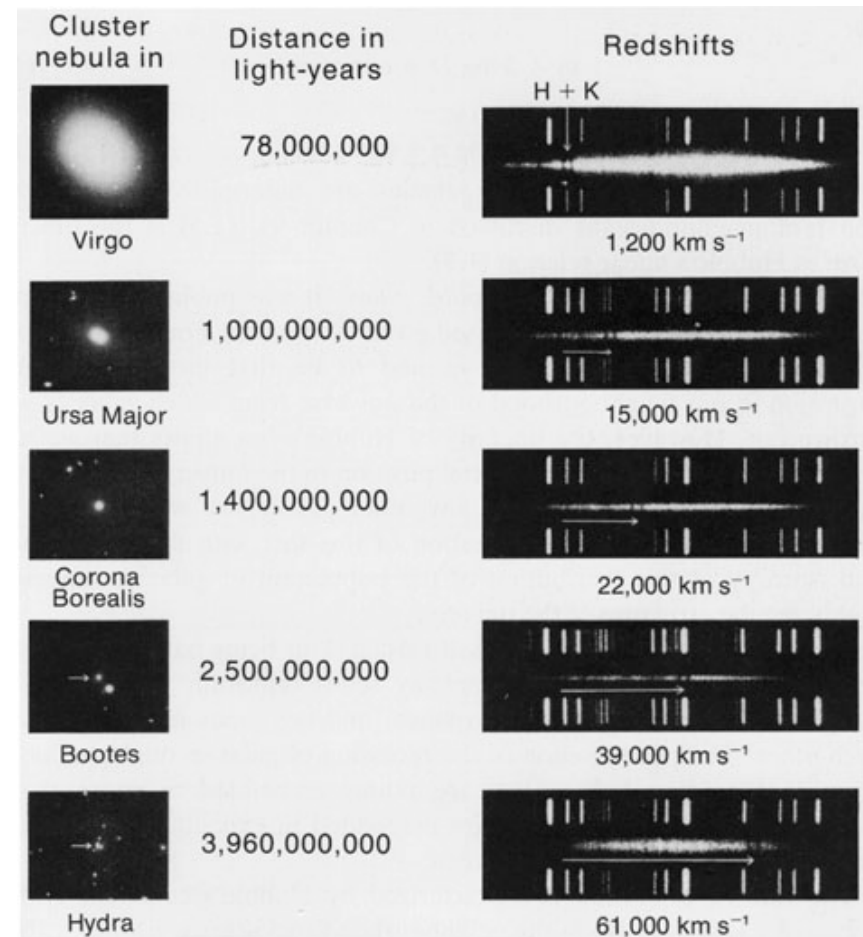 Cluster
nebula in
Distance in
light-years
Redshifts
H + K
78,000,000
Virgo
1,200 km s⁻¹
1,000,000,000
Ursa Major
15,000 km s⁻¹
1,400,000,000
Corona
Borealis
22,000 km s⁻¹
2,500,000,000
Bootes
39,000 km s⁻¹
3,960,000,000
Hydra
61,000 km s⁻¹